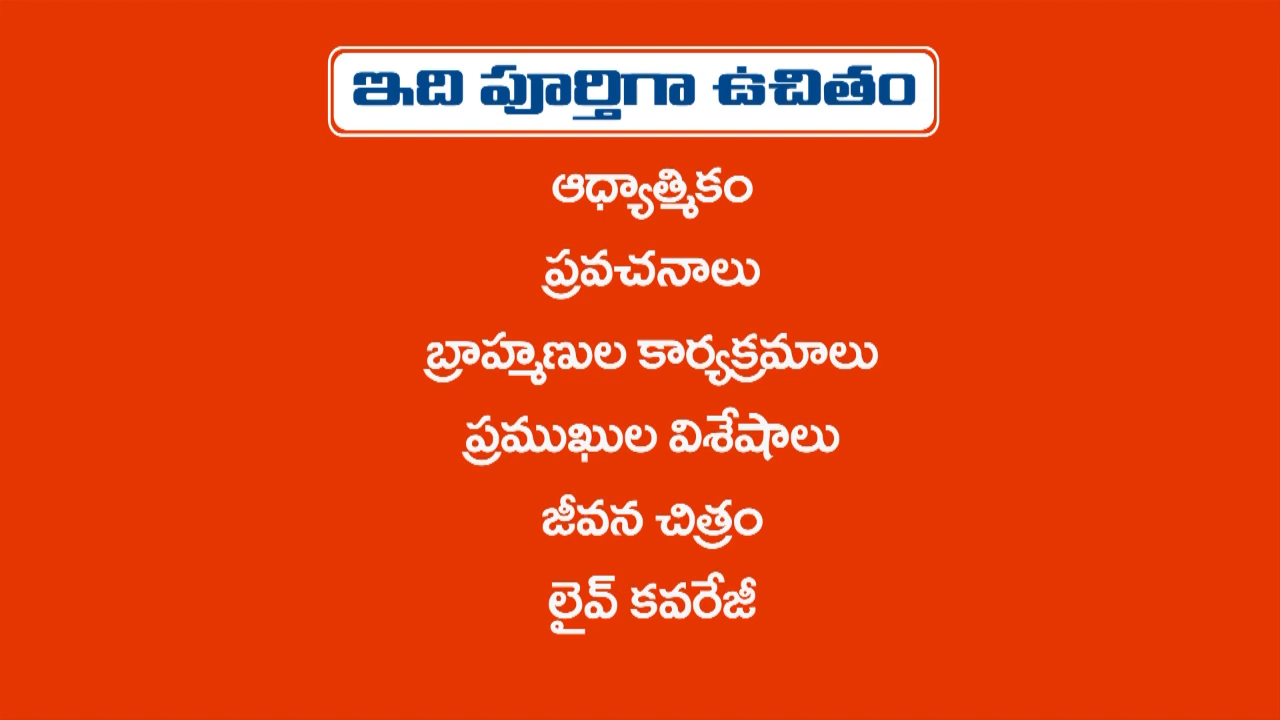 ఇది పూర్తిగా ఉచితం
ఆధ్యాత్మికం
ప్రవచనాలు
బ్రాహ్మణుల కార్యక్రమాలు
ప్రముఖుల విశేషాలు
జీవన చిత్రం
లైవ్ కవరేజీ